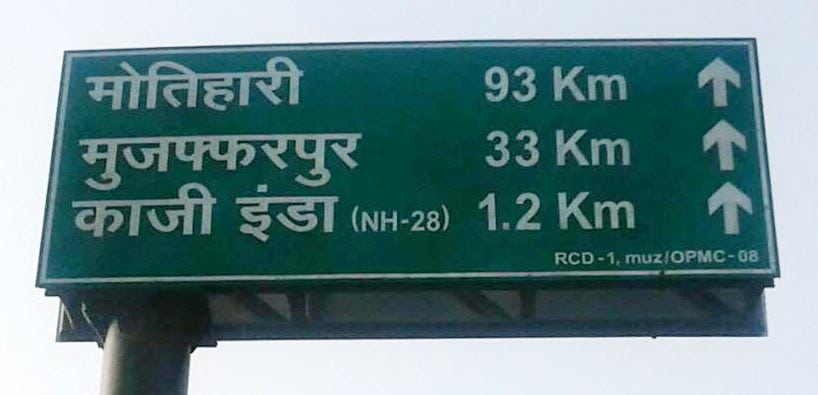 मोतिहारी 93 Km ↑
मुजफ्फरपुर 33 Km ↑
काजी इंडा (NH-28) 1.2 Km ↑
RCD-1, muz/OPMC-08